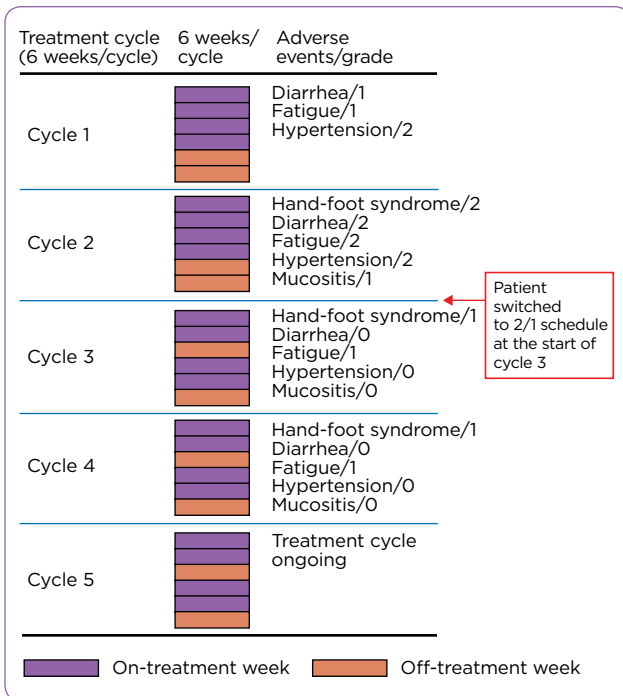 Treatment cycle
(6 weeks/cycle)
6 weeks/
cycle
Adverse
events/grade
Cycle 1
Diarrhea/1
Fatigue/1
Hypertension/2
Cycle 2
Hand-foot syndrome/2
Diarrhea/2
Fatigue/2
Hypertension/2
Mucositis/1
Patient
switched
to 2/1 schedule
at the start of
cycle 3
Cycle 3
Hand-foot syndrome/1
Diarrhea/0
Fatigue/1
Hypertension/0
Mucositis/0
Cycle 4
Hand-foot syndrome/1
Diarrhea/0
Fatigue/1
Hypertension/0
Mucositis/0
Cycle 5
Treatment cycle
ongoing
On-treatment week
Off-treatment week